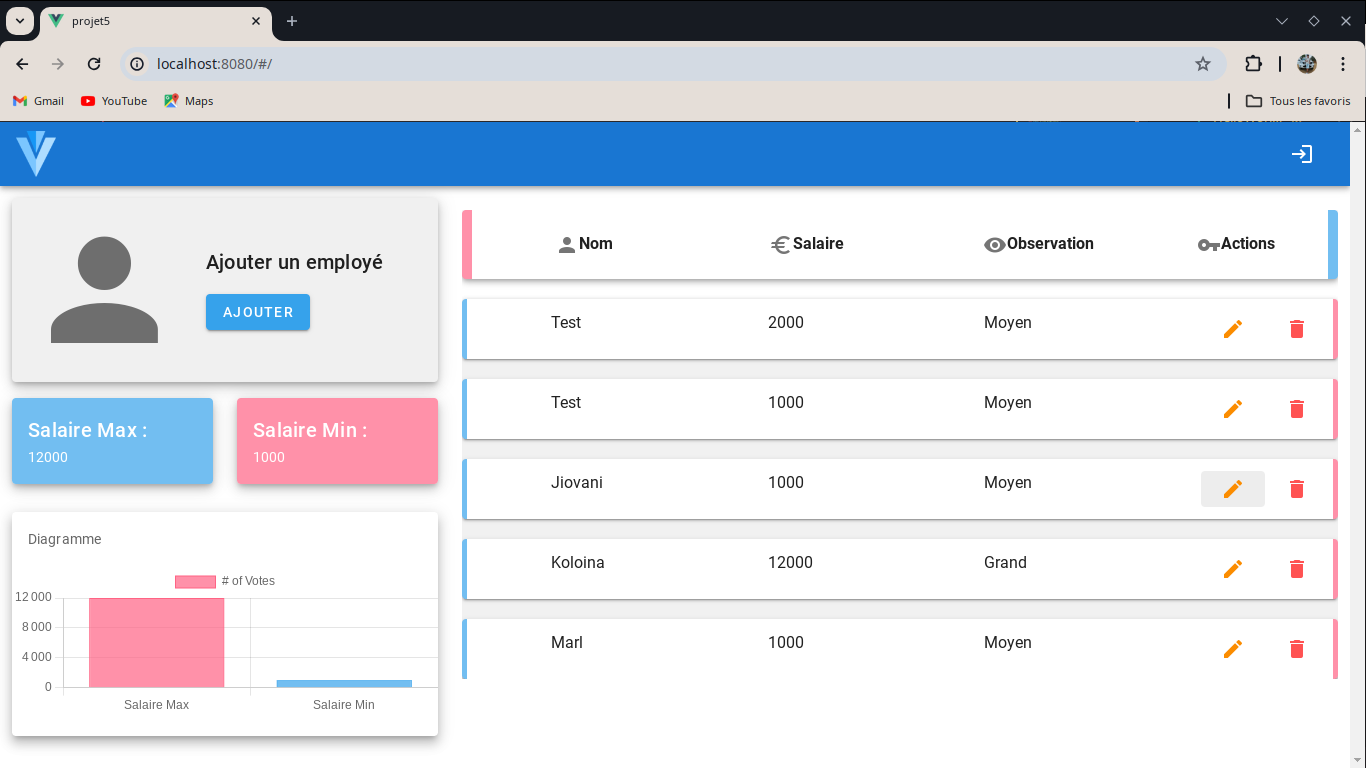 projet5
localhost:8080/#/
Gmail YouTube Maps Tous les favoris
Ajouter un employé
AJOUTER
Salaire Max :
12000
Salaire Min :
1000
Diagramme
# of Votes
12 000
8 000
4 000
0
Salaire Max Salaire Min
Nom Salaire Observation Actions
Test 2000 Moyen
Test 1000 Moyen
Jiovani 1000 Moyen
Koloina 12000 Grand
Marl 1000 Moyen